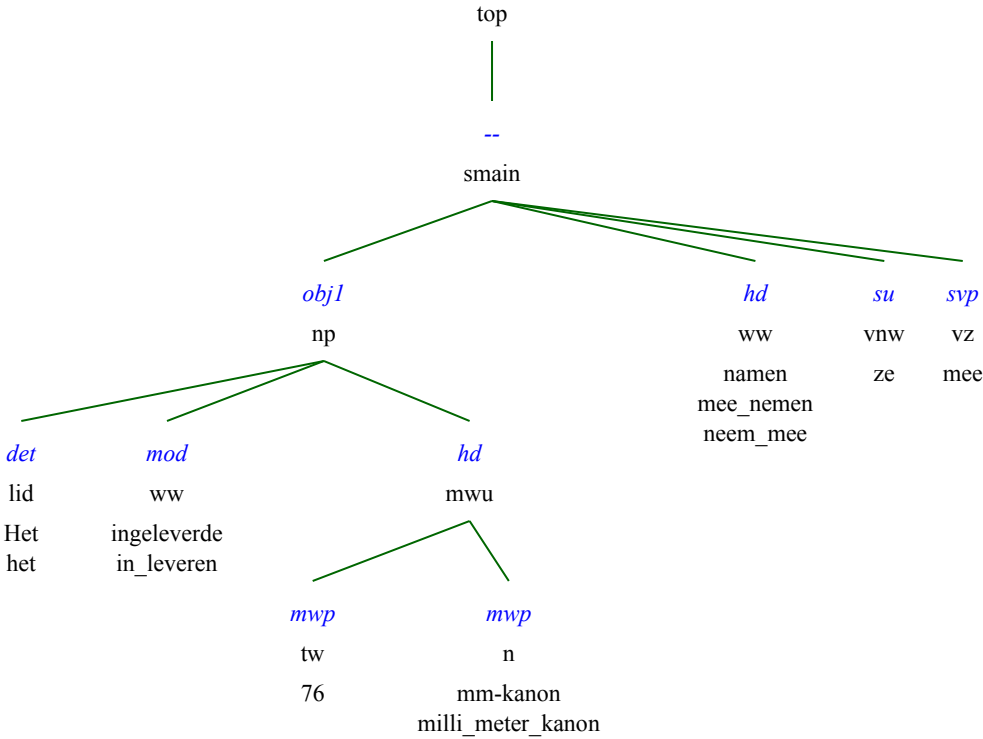 top
--
smain
obj1 hd su svp
np ww vnw vz
namen ze mee
mee_nemen
neem_mee
det mod hd
lid ww mwu
Het ingeleverde
het in_leveren
mwp mwp
tw n
76 mm-kanon
milli_meter_kanon